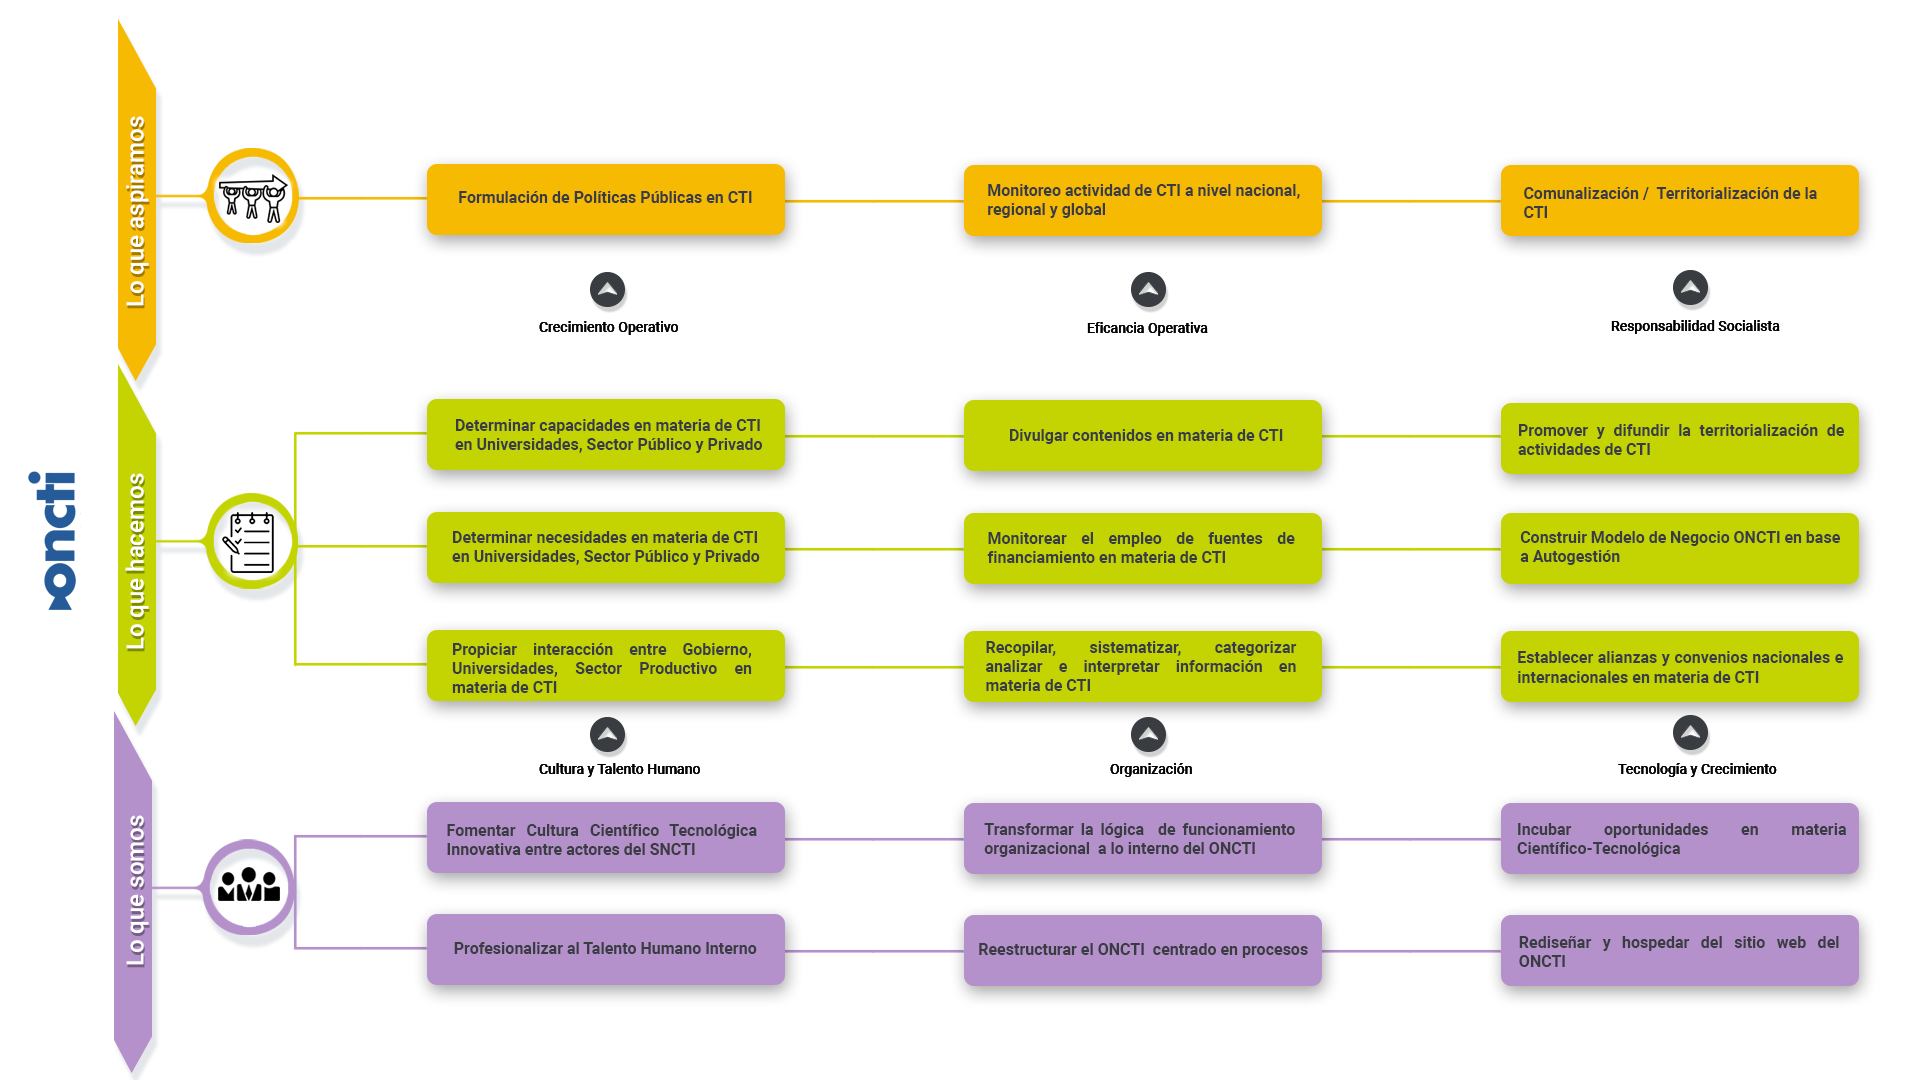 Lo que aspiramos
Formulación de Políticas Públicas en CTI
Monitoreo actividad de CTI a nivel nacional,
regional y global
Comunalización / Territorialización de la
CTI
Crecimiento Operativo
Eficancia Operativa
Responsabilidad Socialista
oncti
Lo que hacemos
Determinar capacidades en materia de CTI
en Universidades, Sector Público y Privado
Divulgar contenidos en materia de CTI
Promover y difundir la territorialización de
actividades de CTI
Determinar necesidades en materia de CTI
en Universidades, Sector Público y Privado
Monitorear el empleo de fuentes de
financiamiento en materia de CTI
Construir Modelo de Negocio ONCTI en base
a Autogestión
Propiciar interacción entre Gobierno,
Universidades, Sector Productivo en
materia de CTI
Recopilar, sistematizar, categorizar
analizar e interpretar información en
materia de CTI
Establecer alianzas y convenios nacionales e
internacionales en materia de CTI
Cultura y Talento Humano
Organización
Tecnología y Crecimiento
Lo que somos
Fomentar Cultura Científico Tecnológica
Innovativa entre actores del SNCTI
Transformar la lógica de funcionamiento
organizacional a lo interno del ONCTI
Incubar oportunidades en materia
Científico-Tecnológica
Profesionalizar al Talento Humano Interno
Reestructurar el ONCTI centrado en procesos
Rediseñar y hospedar del sitio web del
ONCTI